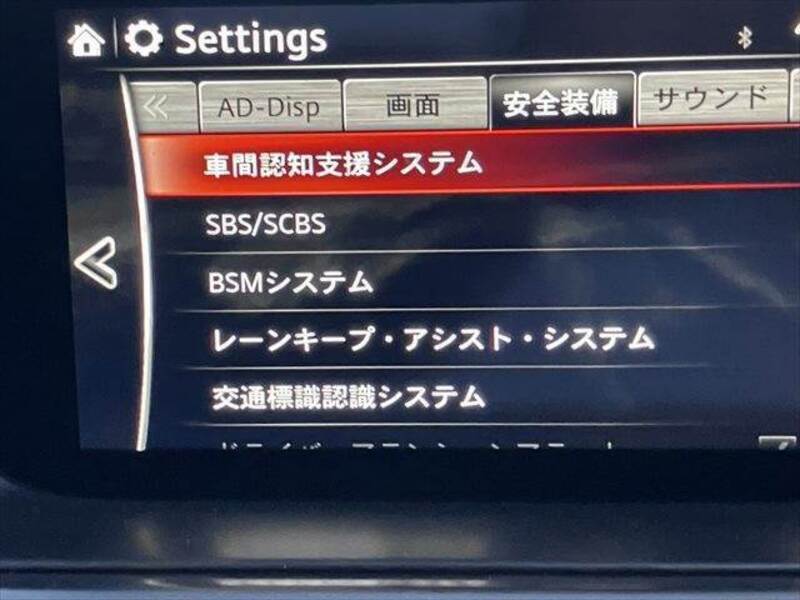 Settings
AD-Disp 画面 安全装備 サウンド
車間認知支援システム
SBS/SCBS
BSMシステム
レーンキープ・アシスト・システム
交通標識認識システム